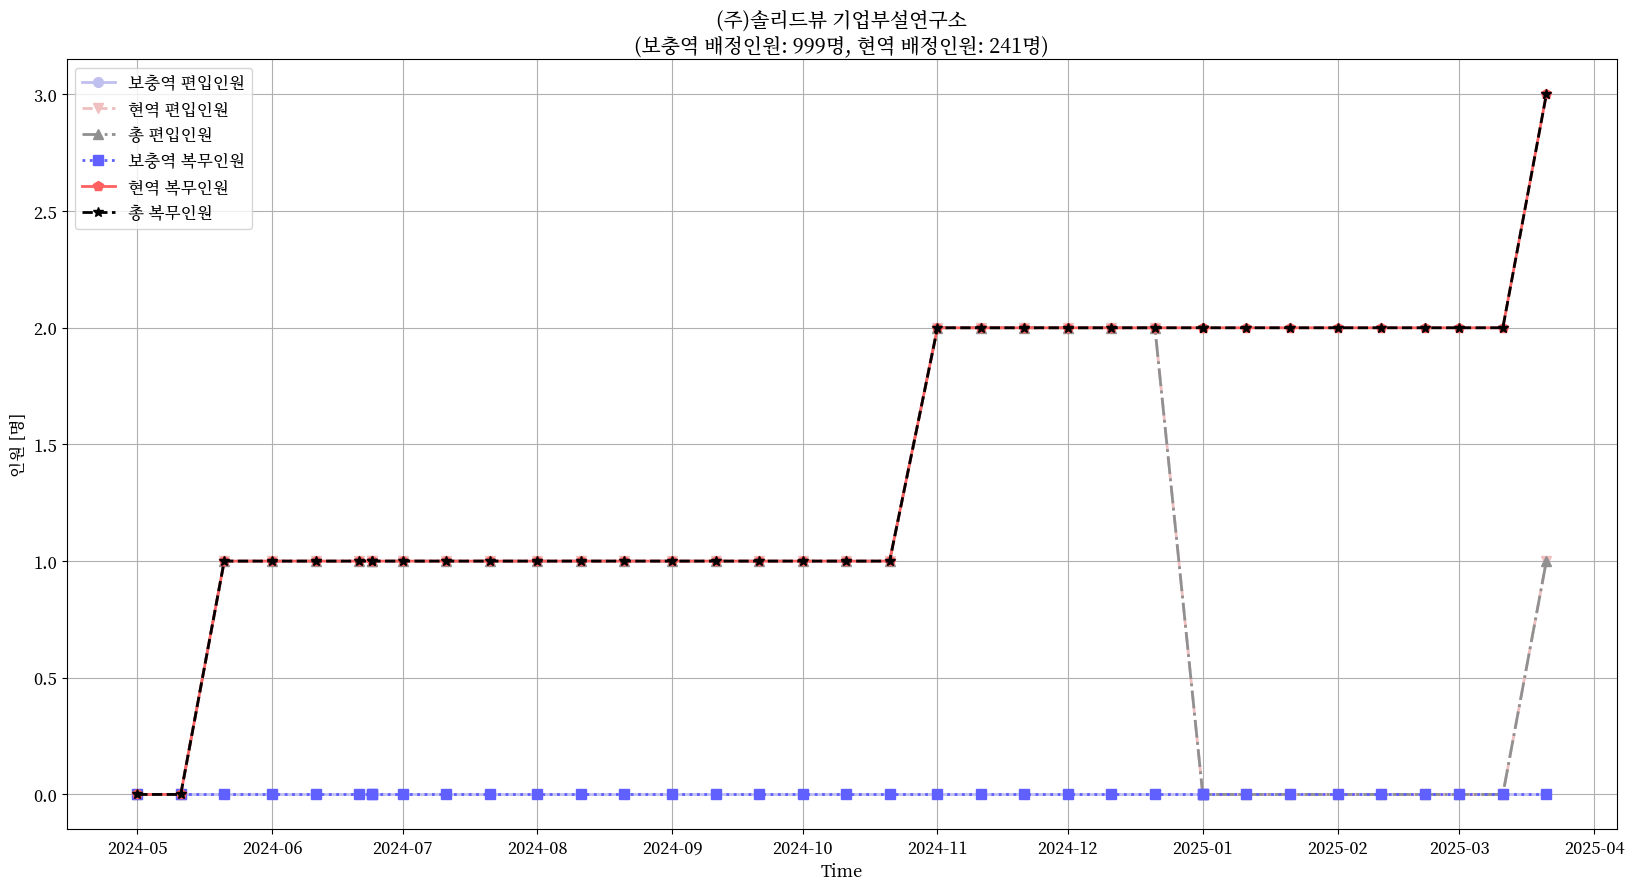 (주)솔리드뷰 기업부설연구소
(보충역 배정인원: 999명, 현역 배정인원: 241명)
보충역 편입인원
현역 편입인원
총 편입인원
보충역 복무인원
현역 복무인원
총 복무인원
3.0
2.5
2.0
1.5
1.0
0.5
0.0
인원 [명]
2024-05 2024-06 2024-07 2024-08 2024-09 2024-10 2024-11 2024-12 2025-01 2025-02 2025-03 2025-04
Time